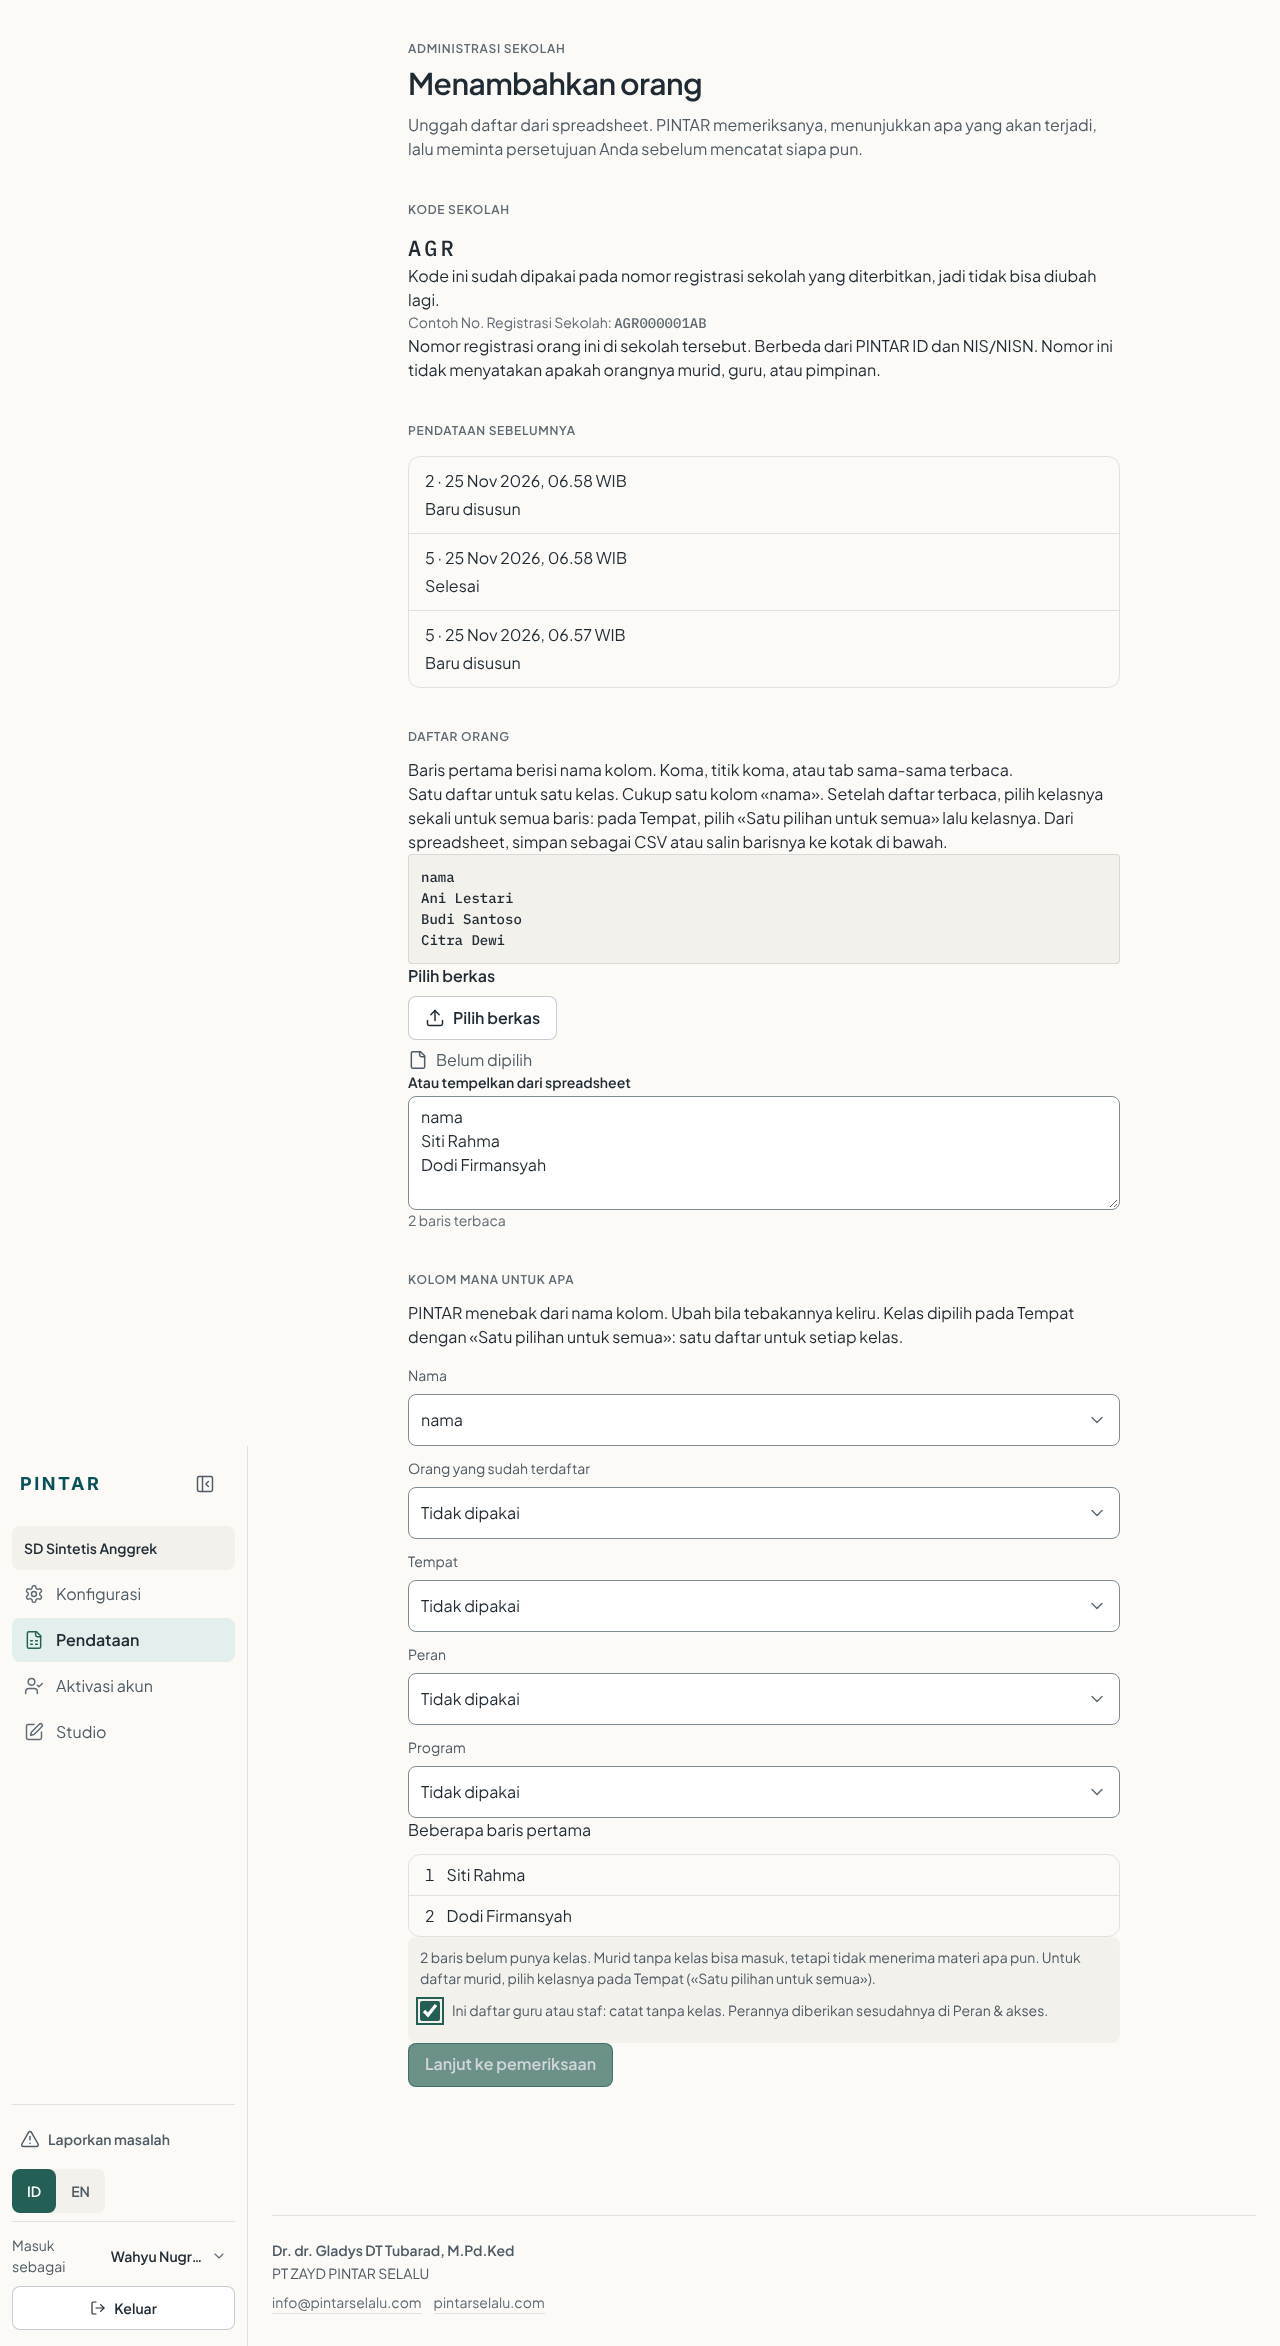 ADMINISTRASI SEKOLAH
Menambahkan orang
Unggah daftar dari spreadsheet. PINTAR memeriksanya, menunjukkan apa yang akan terjadi,
lalu meminta persetujuan Anda sebelum mencatat siapa pun.
KODE SEKOLAH
AGR
Kode ini sudah dipakai pada nomor registrasi sekolah yang diterbitkan, jadi tidak bisa diubah
lagi.
Contoh No. Registrasi Sekolah: AGR000001AB
Nomor registrasi orang ini di sekolah tersebut. Berbeda dari PINTAR ID dan NIS/NISN. Nomor ini
tidak menyatakan apakah orangnya murid, guru, atau pimpinan.
PENDATAAN SEBELUMNYA
2 · 25 Nov 2026, 06.58 WIB
Baru disusun
5 · 25 Nov 2026, 06.58 WIB
Selesai
5 · 25 Nov 2026, 06.57 WIB
Baru disusun
DAFTAR ORANG
Baris pertama berisi nama kolom. Koma, titik koma, atau tab sama-sama terbaca.
Satu daftar untuk satu kelas. Cukup satu kolom «nama». Setelah daftar terbaca, pilih kelasnya
sekali untuk semua baris: pada Tempat, pilih «Satu pilihan untuk semua» lalu kelasnya. Dari
spreadsheet, simpan sebagai CSV atau salin barisnya ke kotak di bawah.
nama
Ani Lestari
Budi Santoso
Citra Dewi
Pilih berkas
Pilih berkas
Belum dipilih
Atau tempelkan dari spreadsheet
nama
Siti Rahma
Dodi Firmansyah
2 baris terbaca
KOLOM MANA UNTUK APA
PINTAR menebak dari nama kolom. Ubah bila tebakannya keliru. Kelas dipilih pada Tempat
dengan «Satu pilihan untuk semua»: satu daftar untuk setiap kelas.
Nama
nama
Orang yang sudah terdaftar
Tidak dipakai
Tempat
Tidak dipakai
Peran
Tidak dipakai
Program
Tidak dipakai
Beberapa baris pertama
1 Siti Rahma
2 Dodi Firmansyah
2 baris belum punya kelas. Murid tanpa kelas bisa masuk, tetapi tidak menerima materi apa pun. Untuk
daftar murid, pilih kelasnya pada Tempat («Satu pilihan untuk semua»).
Ini daftar guru atau staf: catat tanpa kelas. Perannya diberikan sesudahnya di Peran & akses.
Lanjut ke pemeriksaan
PINTAR
SD Sintetis Anggrek
Konfigurasi
Pendataan
Aktivasi akun
Studio
Laporkan masalah
ID EN
Masuk
sebagai
Wahyu Nugr…
Keluar
Dr. dr. Gladys DT Tubarad, M.Pd.Ked
PT ZAYD PINTAR SELALU
info@pintarselalu.com pintarselalu.com